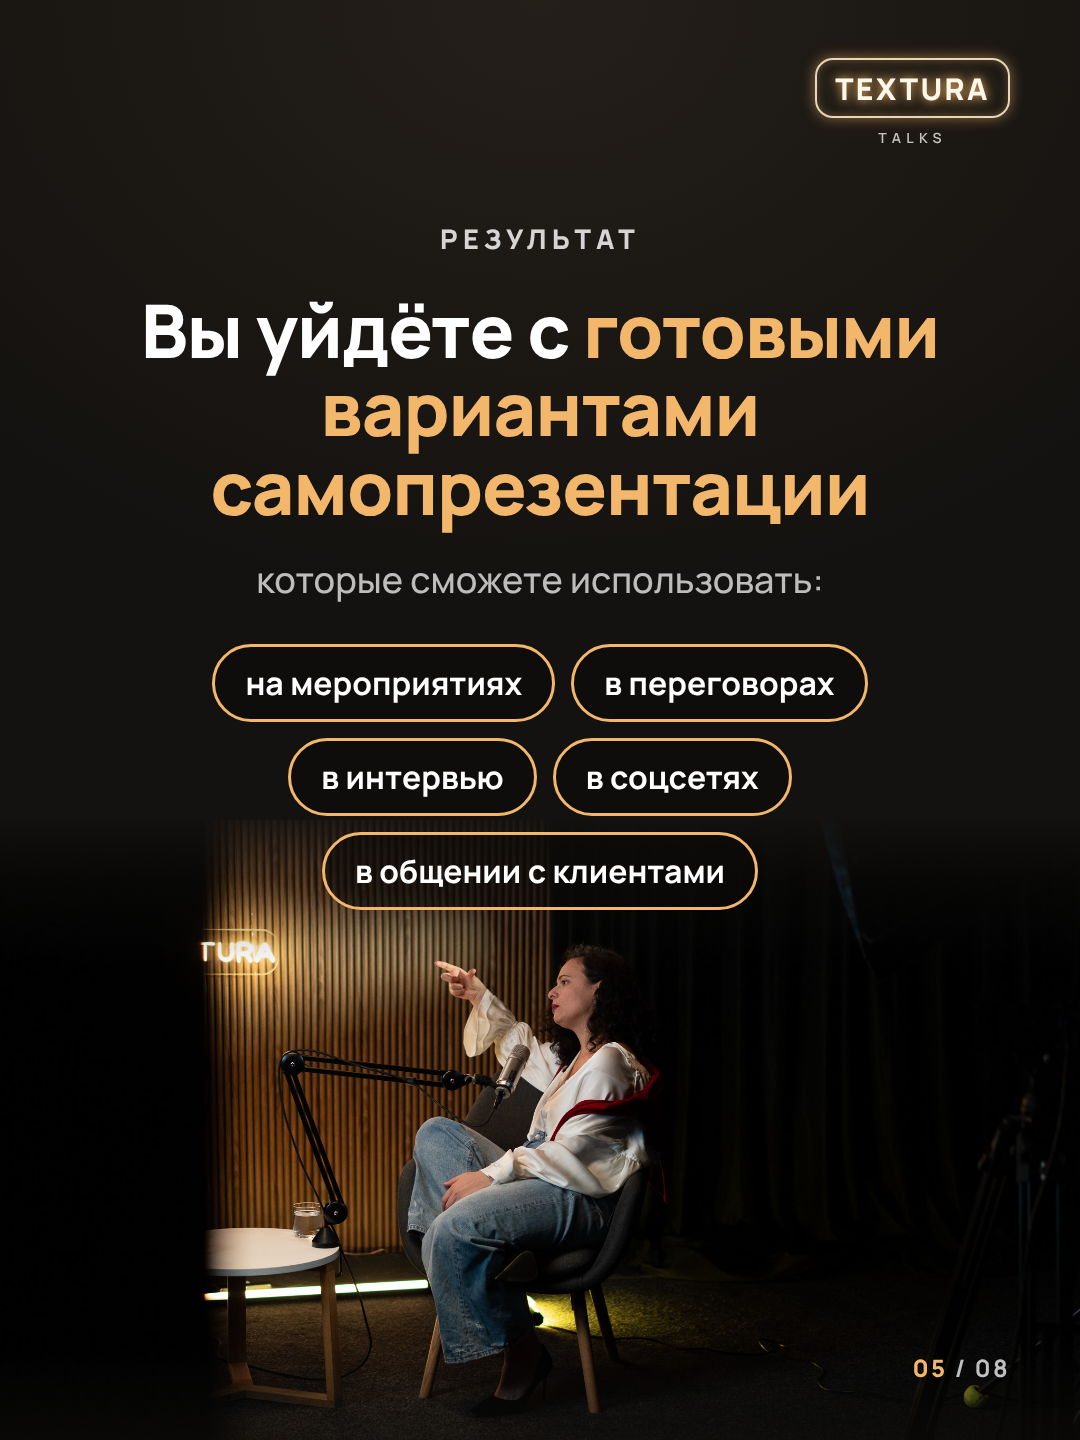 TEXTURA
TALKS
РЕЗУЛЬТАТ
Вы уйдёте с готовыми
вариантами
самопрезентации
которые сможете использовать:
на мероприятиях
в переговорах
в интервью
в соцсетях
в общении с клиентами
TURA
05 / 08